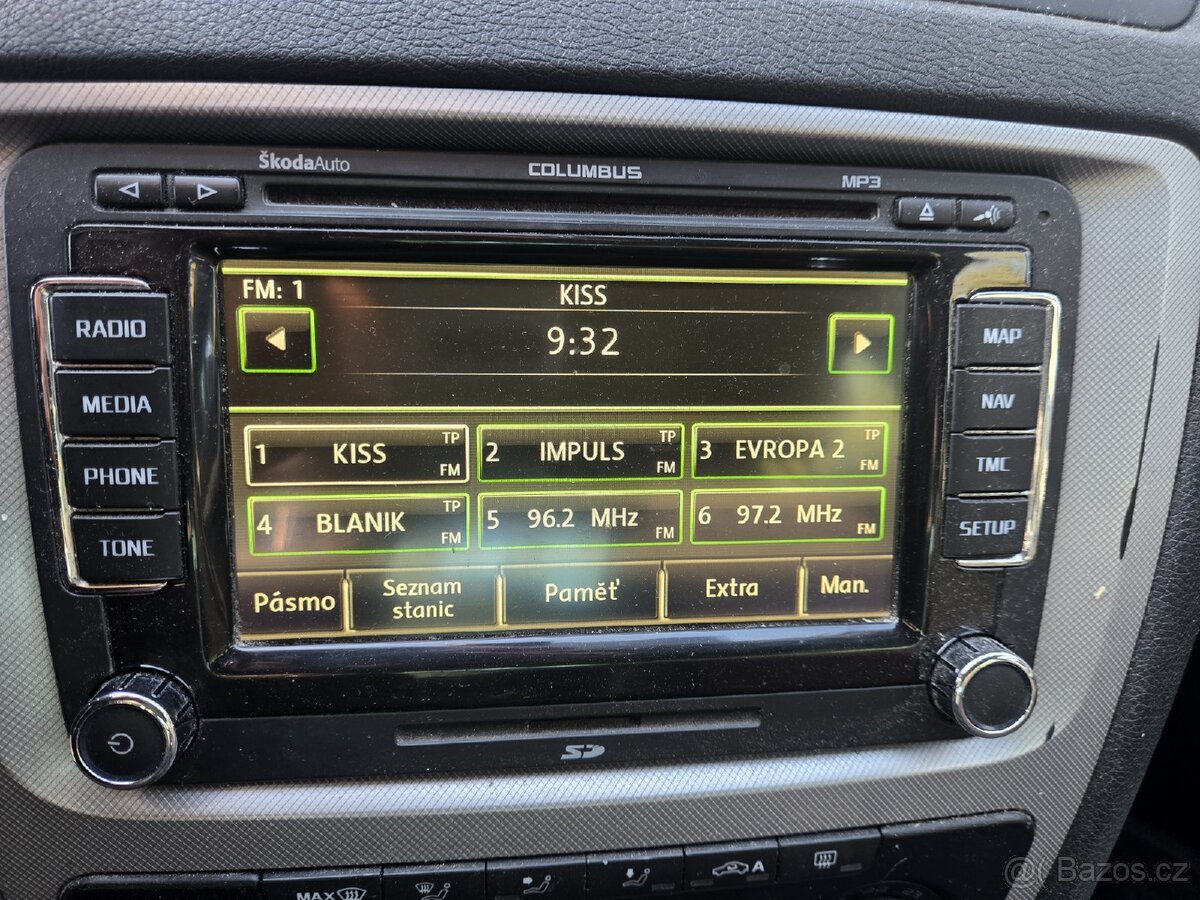 ŠkodaAuto
COLUMBUS
MP3
RADIO
MEDIA
PHONE
TONE
FM: 1
KISS
9:32
1 KISS TP FM
2 IMPULS TP FM
3 EVROPA 2 TP FM
4 BLANIK TP FM
5 96.2 MHz FM
6 97.2 MHz FM
Pásmo
Seznam
stanic
Paměť
Extra
Man.
MAP
NAV
TMC
SETUP
SD
MAX
A
@ Bazos.cz